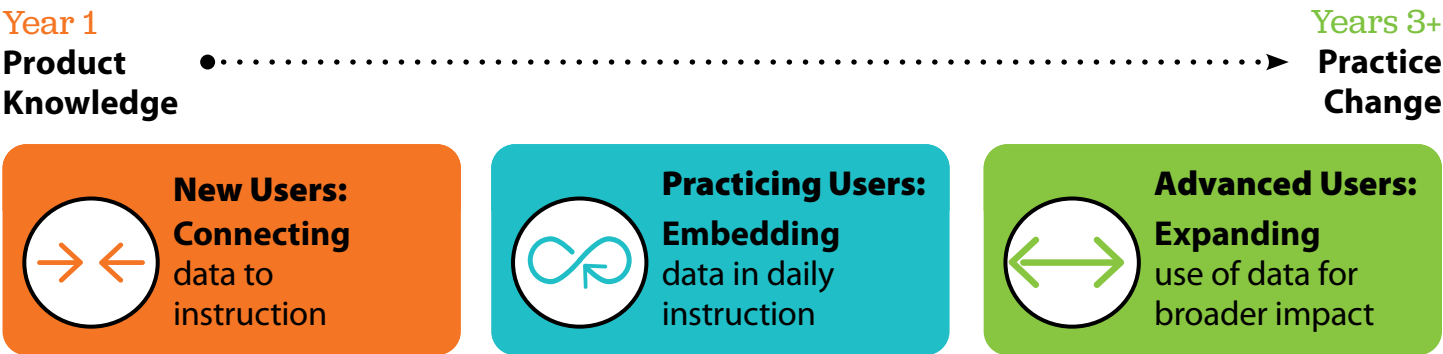 Year 1
Product
Knowledge
Years 3+
Practice
Change
New Users:
Connecting
data to
instruction
Practicing Users:
Embedding
data in daily
instruction
Advanced Users:
Expanding
use of data for
broader impact